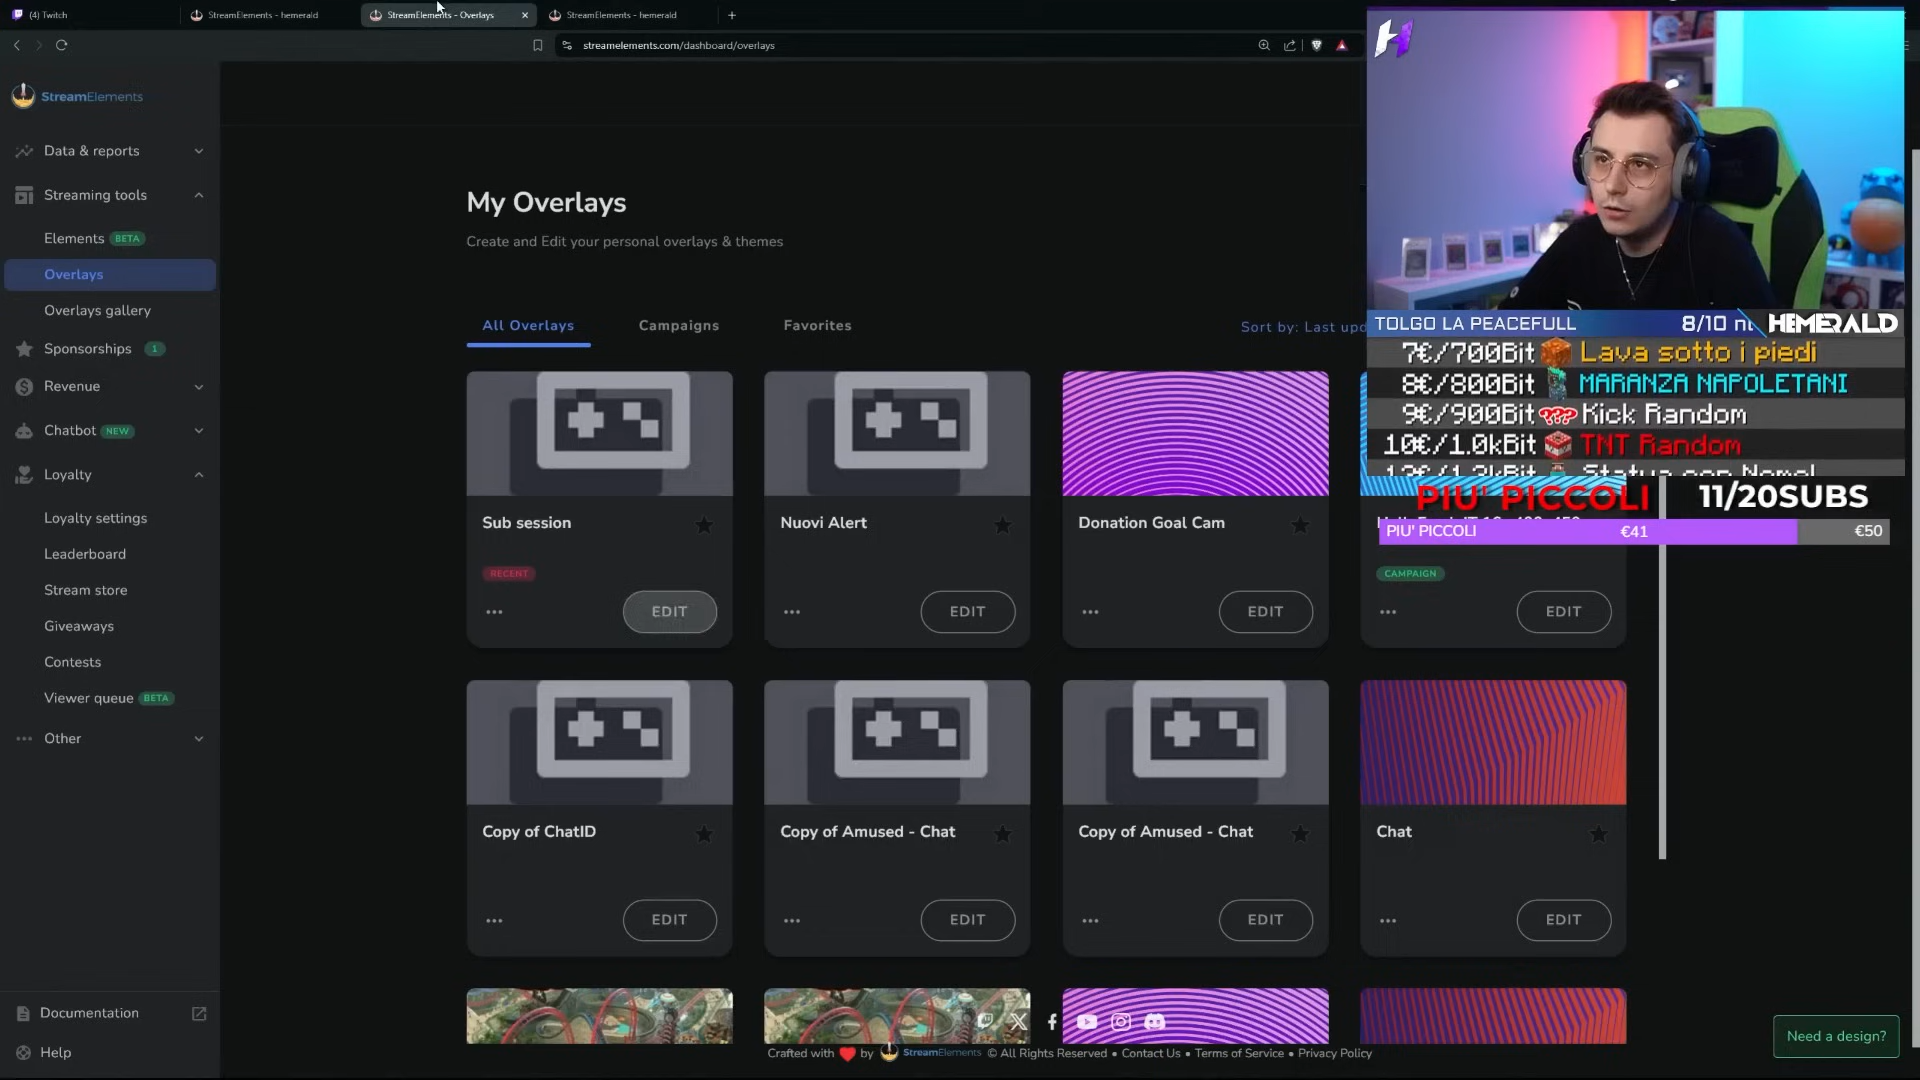 (4) Twitch
StreamElements - hemerald
StreamElements - Overlays
StreamElements - hemerald
streamelements.com/dashboard/overlays
StreamElements
Data & reports
Streaming tools
Elements BETA
Overlays
Overlays gallery
Sponsorships 1
Revenue
Chatbot NEW
Loyalty
Loyalty settings
Leaderboard
Stream store
Giveaways
Contests
Viewer queue BETA
Other
Documentation
Help
My Overlays
Create and Edit your personal overlays & themes
All Overlays
Campaigns
Favorites
Sort by: Last upd
Sub session
RECENT
EDIT
Nuovi Alert
EDIT
Donation Goal Cam
EDIT
CAMPAIGN
EDIT
Copy of ChatID
EDIT
Copy of Amused - Chat
EDIT
Copy of Amused - Chat
EDIT
Chat
EDIT
TOLGO LA PEACEFULL 8/10
HEMERALD
7€/700Bit Lava sotto i piedi
8€/800Bit MARANZA NAPOLETANI
9€/900Bit ??? Kick Random
10€/1.0kBit TNT Random
PIU' PICCOLI 11/20SUBS
PIU' PICCOLI €41 €50
Crafted with by StreamElements © All Rights Reserved • Contact Us • Terms of Service • Privacy Policy
Need a design?